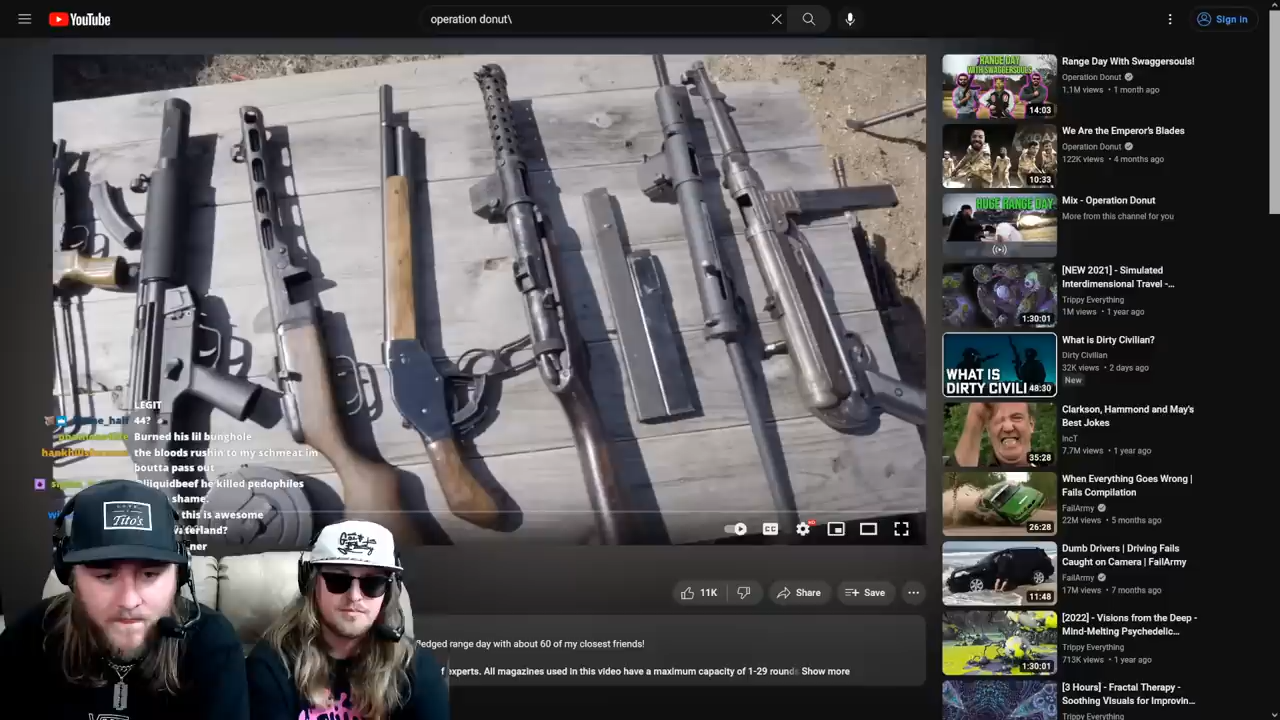 YouTube
operation donut\
Sign in
LEGIT
44?
Burned his lil bunghole
the bloods rushin to my schmeat im
boutta pass out
he killed pedophiles
shame.
this is awesome
Tito's
11K
Share
Save
fledged range day with about 60 of my closest friends!
f experts. All magazines used in this video have a maximum capacity of 1-29 rounds Show more
RANGE DAY
WITH SWAGGERSOULS
14:03
Range Day With Swaggersouls!
Operation Donut
1.1M views • 1 month ago
10:33
We Are the Emperor's Blades
Operation Donut
122K views • 4 months ago
HUGE RANGE DAY
Mix - Operation Donut
More from this channel for you
1:30:01
[NEW 2021] - Simulated
Interdimensional Travel -...
Trippy Everything
1M views • 1 year ago
WHAT IS
DIRTY CIVILI
48:30
What is Dirty Civilian?
Dirty Civilian
32K views • 2 days ago
New
35:28
Clarkson, Hammond and May's
Best Jokes
IncT
7.7M views • 1 year ago
26:28
When Everything Goes Wrong |
Fails Compilation
FailArmy
22M views • 5 months ago
11:48
Dumb Drivers | Driving Fails
Caught on Camera | FailArmy
FailArmy
17M views • 7 months ago
1:30:01
[2022] - Visions from the Deep -
Mind-Melting Psychedelic...
Trippy Everything
713K views • 1 year ago
[3 Hours] - Fractal Therapy -
Soothing Visuals for Improvin...
Trippy Everything